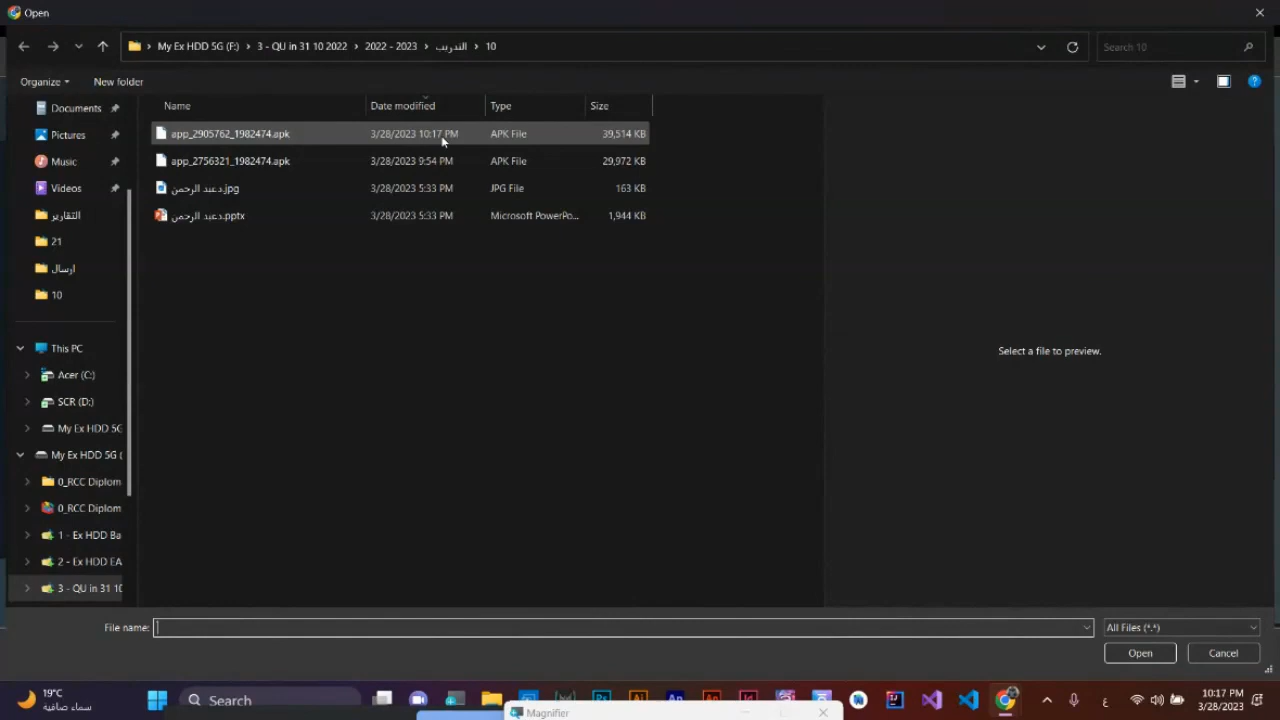 Open
My Ex HDD 5G (F:) > 3 - QU in 31 10 2022 > 2022 - 2023 > التدريب > 10
Search 10
Organize
New folder
Name
Date modified
Type
Size
app_2905762_1982474.apk
3/28/2023 10:17 PM
APK File
39,514 KB
app_2756321_1982474.apk
3/28/2023 9:54 PM
APK File
29,972 KB
د.عبد الرحمن.jpg
3/28/2023 5:33 PM
JPG File
163 KB
د.عبد الرحمن.pptx
3/28/2023 5:33 PM
Microsoft PowerPo...
1,944 KB
Documents
Pictures
Music
Videos
التقارير
21
ارسال
10
This PC
Acer (C:)
SCR (D:)
My Ex HDD 5G
My Ex HDD 5G (
0_RCC Diplom
0_RCC Diplom
1 - Ex HDD Ba
2 - Ex HDD EA
3 - QU in 31 10
Select a file to preview.
File name:
All Files (*.*)
Open
Cancel
19°C
سماء صافية
Search
Ps
Ai
An
Id
ع
10:17 PM
3/28/2023
Magnifier